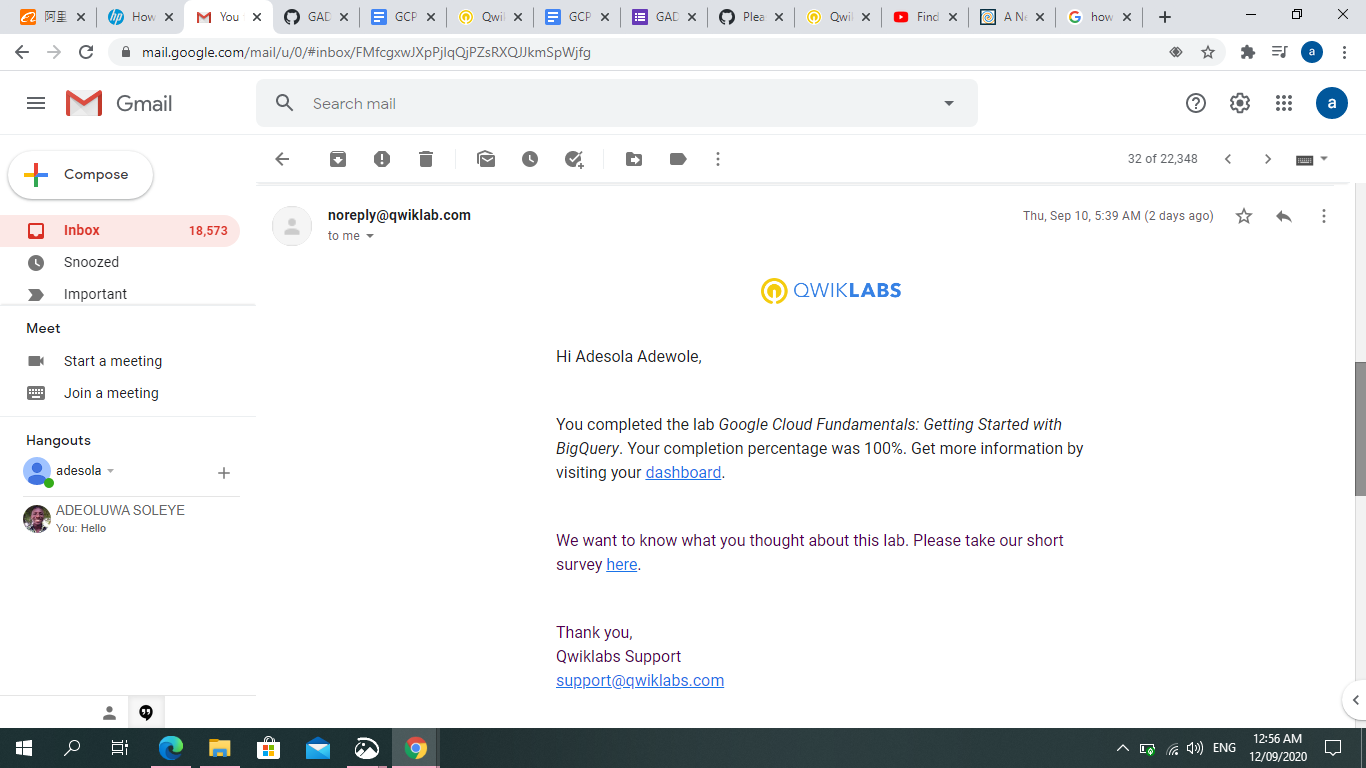 阿里
How
You
GAD
GCP
Qwi
GCP
GAD
Plea
Qwi
Find
A Ne
how
mail.google.com/mail/u/0/#inbox/FMfcgxwJXpPjlqQjPZsRXQJJkmSpWjfg
a
Gmail
Search mail
a
Compose
32 of 22,348
Inbox 18,573
Snoozed
Important
Meet
Start a meeting
Join a meeting
Hangouts
adesola
ADEOLUWA SOLEYE
You: Hello
noreply@qwiklab.com
Thu, Sep 10, 5:39 AM (2 days ago)
to me
QWIKLABS
Hi Adesola Adewole,
You completed the lab Google Cloud Fundamentals: Getting Started with
BigQuery. Your completion percentage was 100%. Get more information by
visiting your dashboard.
We want to know what you thought about this lab. Please take our short
survey here.
Thank you,
Qwiklabs Support
support@qwiklabs.com
ENG
12:56 AM
12/09/2020